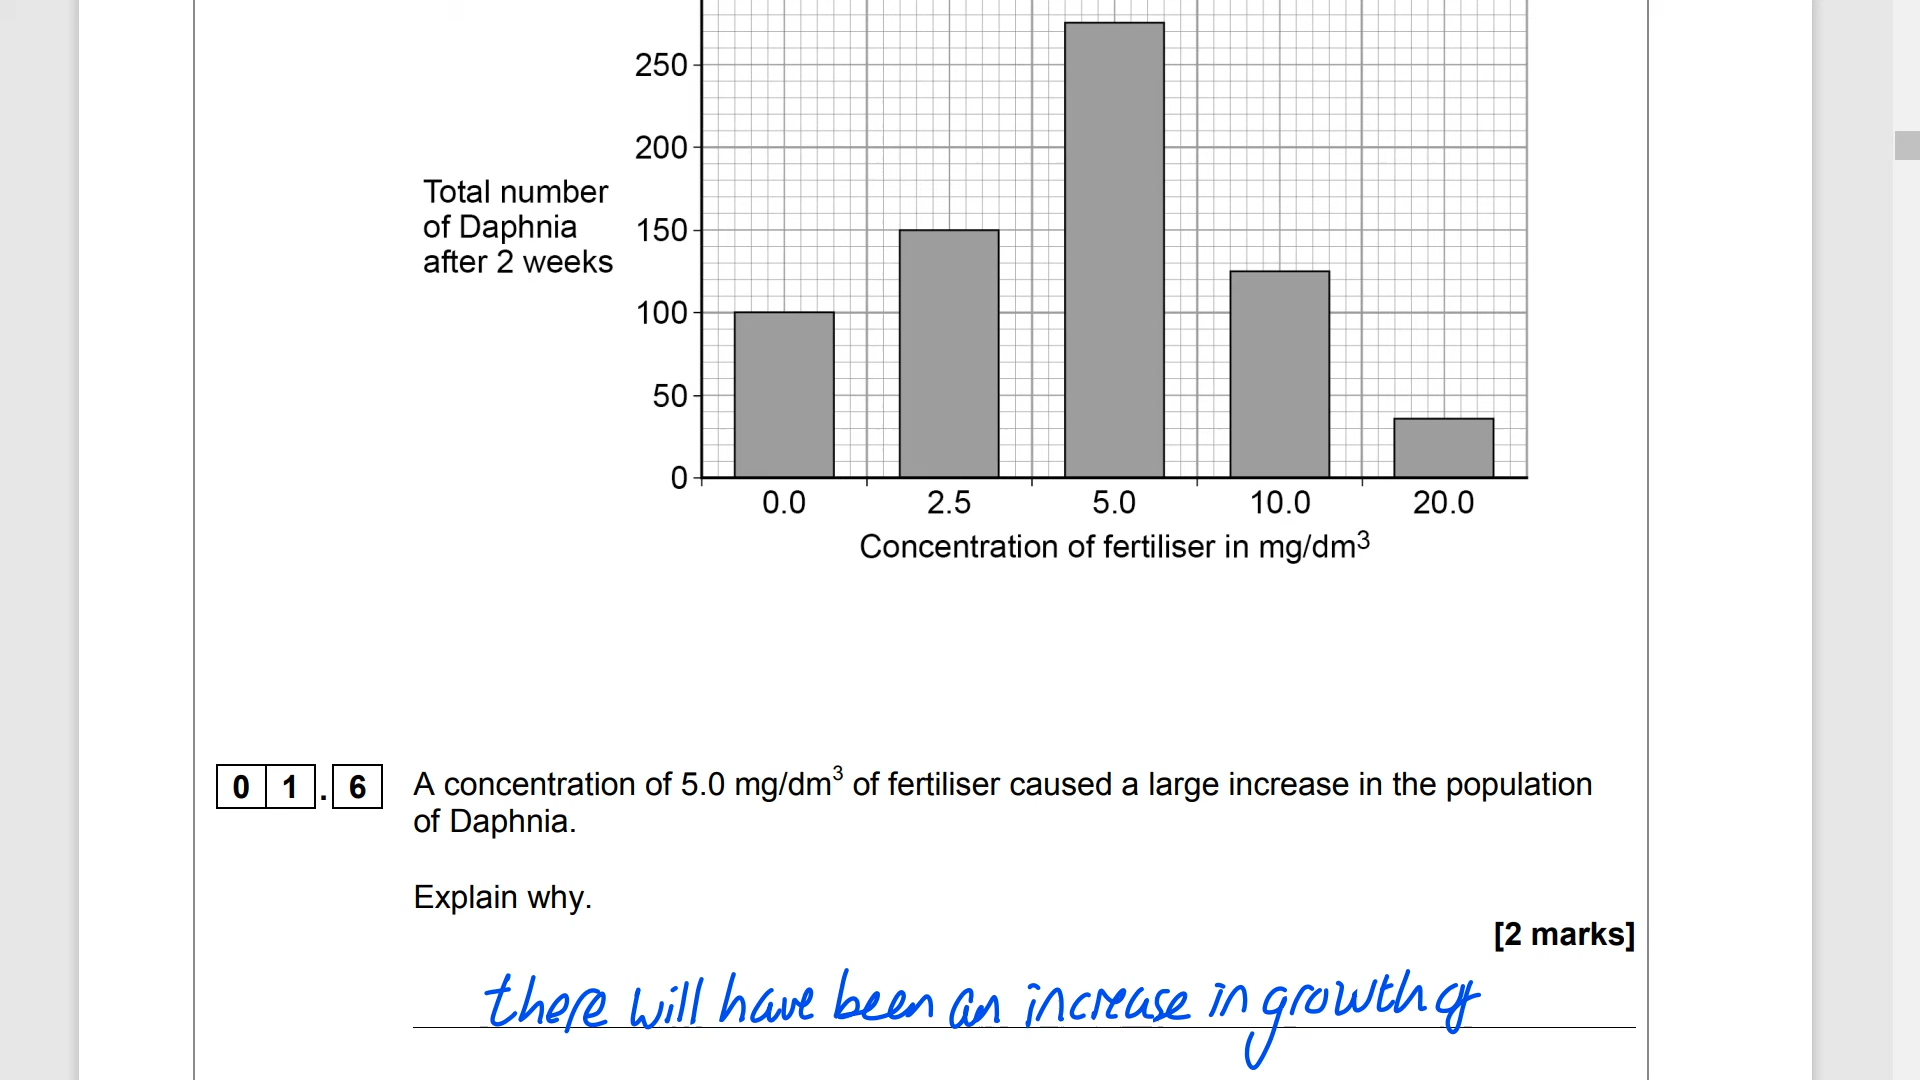 250
200
Total number
of Daphnia
after 2 weeks
150
100
50
0
0.0 2.5 5.0 10.0 20.0
Concentration of fertiliser in mg/dm³
0 1 . 6 A concentration of 5.0 mg/dm³ of fertiliser caused a large increase in the population
of Daphnia.
Explain why.
[2 marks]
there will have been an increase in growth of